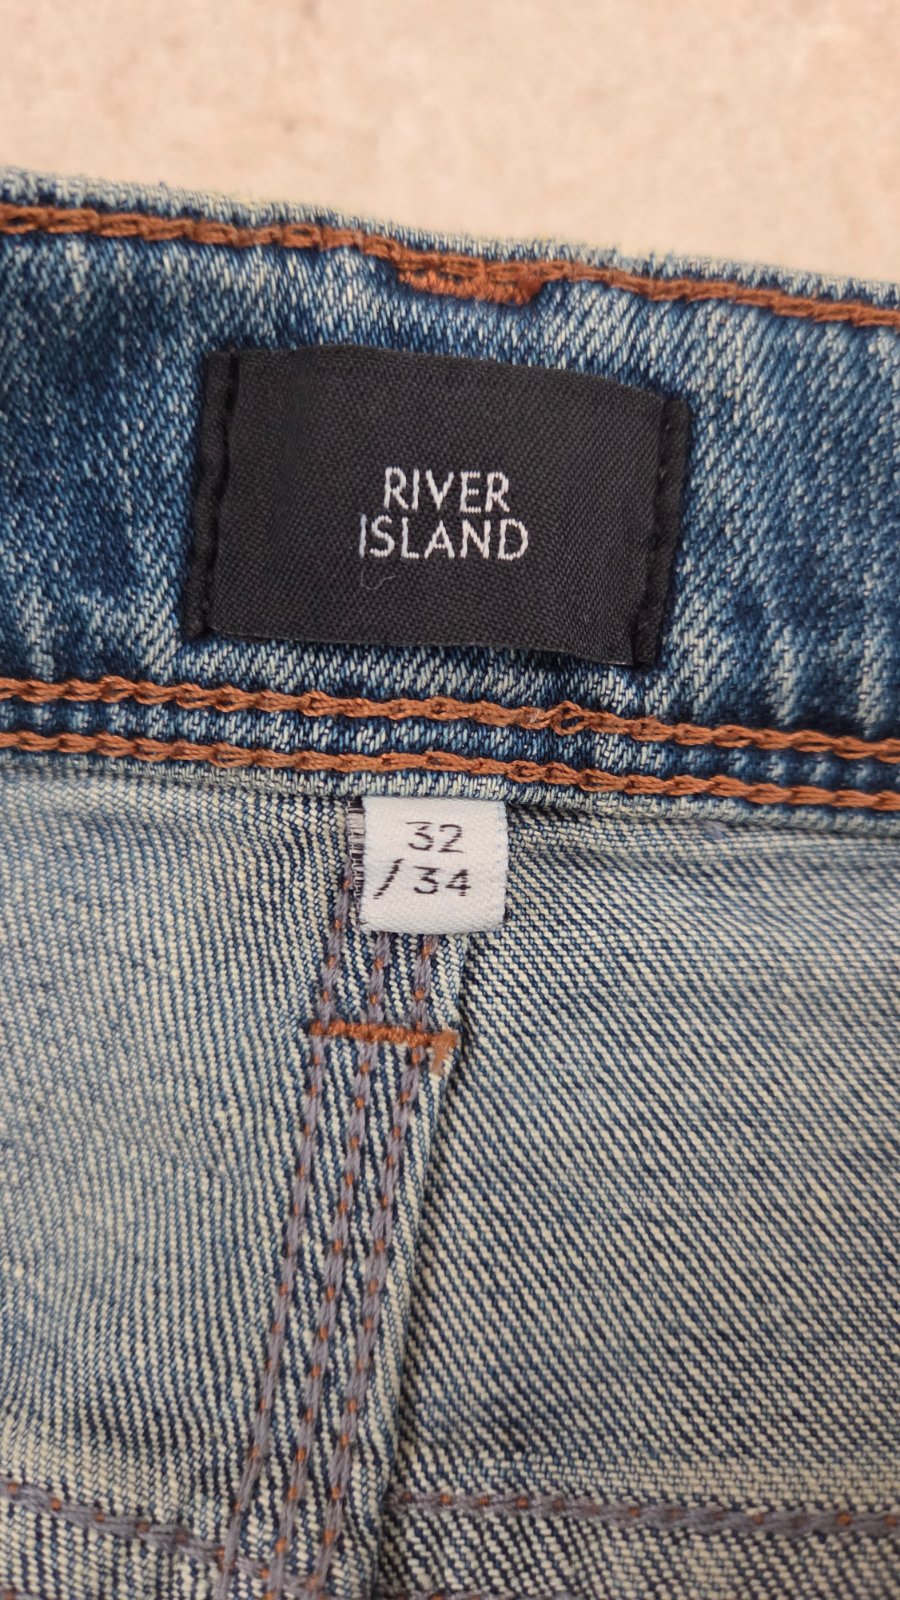 RIVER
ISLAND
32
/34